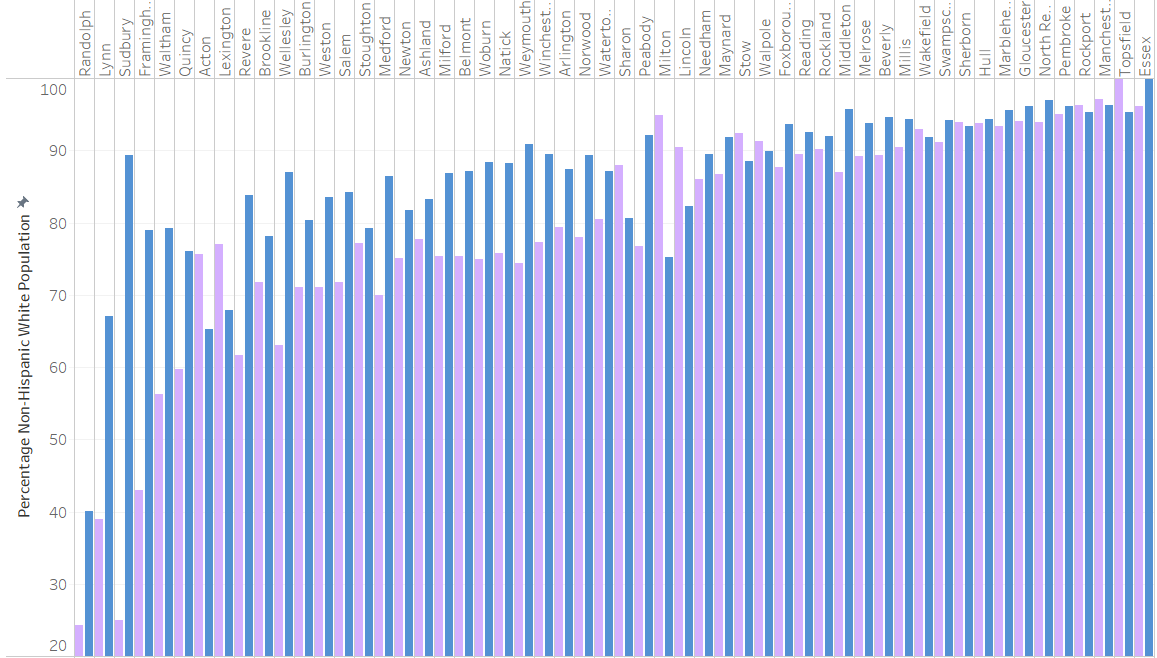 Randolph
Lynn
Sudbury
Framingh..
Waltham
Quincy
Acton
Lexington
Revere
Brookline
Wellesley
Burlington
Weston
Salem
Stoughton
Medford
Newton
Ashland
Milford
Belmont
Woburn
Natick
Weymouth
Winchest..
Arlington
Norwood
Waterto..
Sharon
Peabody
Milton
Lincoln
Needham
Maynard
Stow
Walpole
Foxborou..
Reading
Rockland
Middleton
Melrose
Beverly
Millis
Wakefield
Swampsc..
Sherborn
Hull
Marblehe..
Gloucester
North Re..
Pembroke
Rockport
Manchest..
Topsfield
Essex
Percentage Non-Hispanic White Population
100
90
80
70
60
50
40
30
20